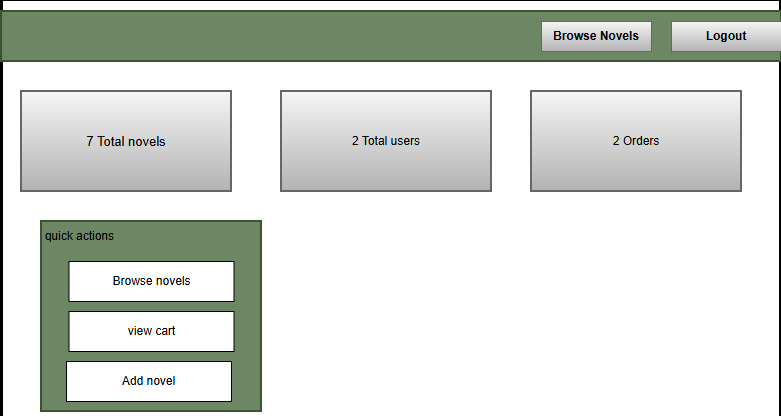 Browse Novels
Logout
7 Total novels
2 Total users
2 Orders
quick actions
Browse novels
view cart
Add novel